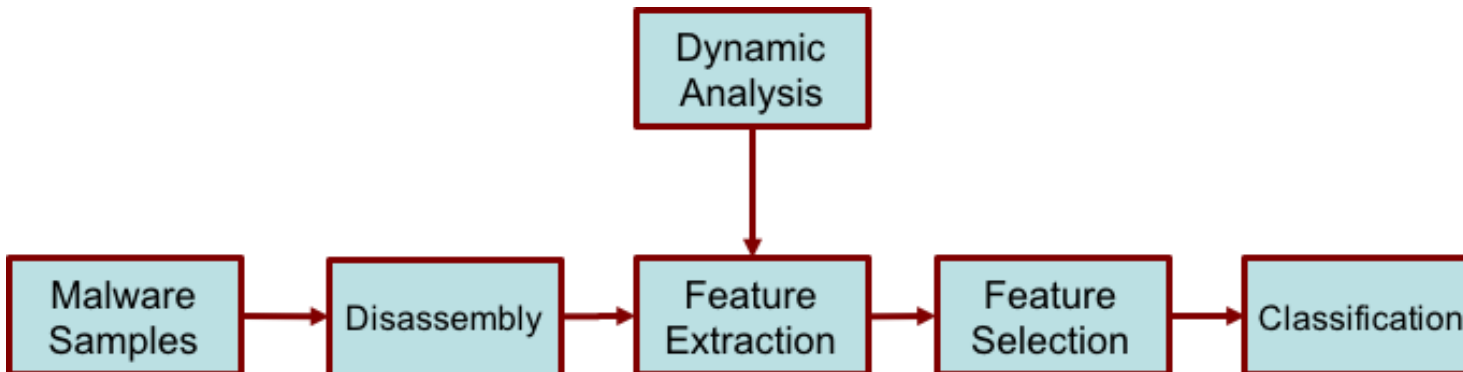 Dynamic
Analysis
Malware
Samples
Disassembly
Feature
Extraction
Feature
Selection
Classification